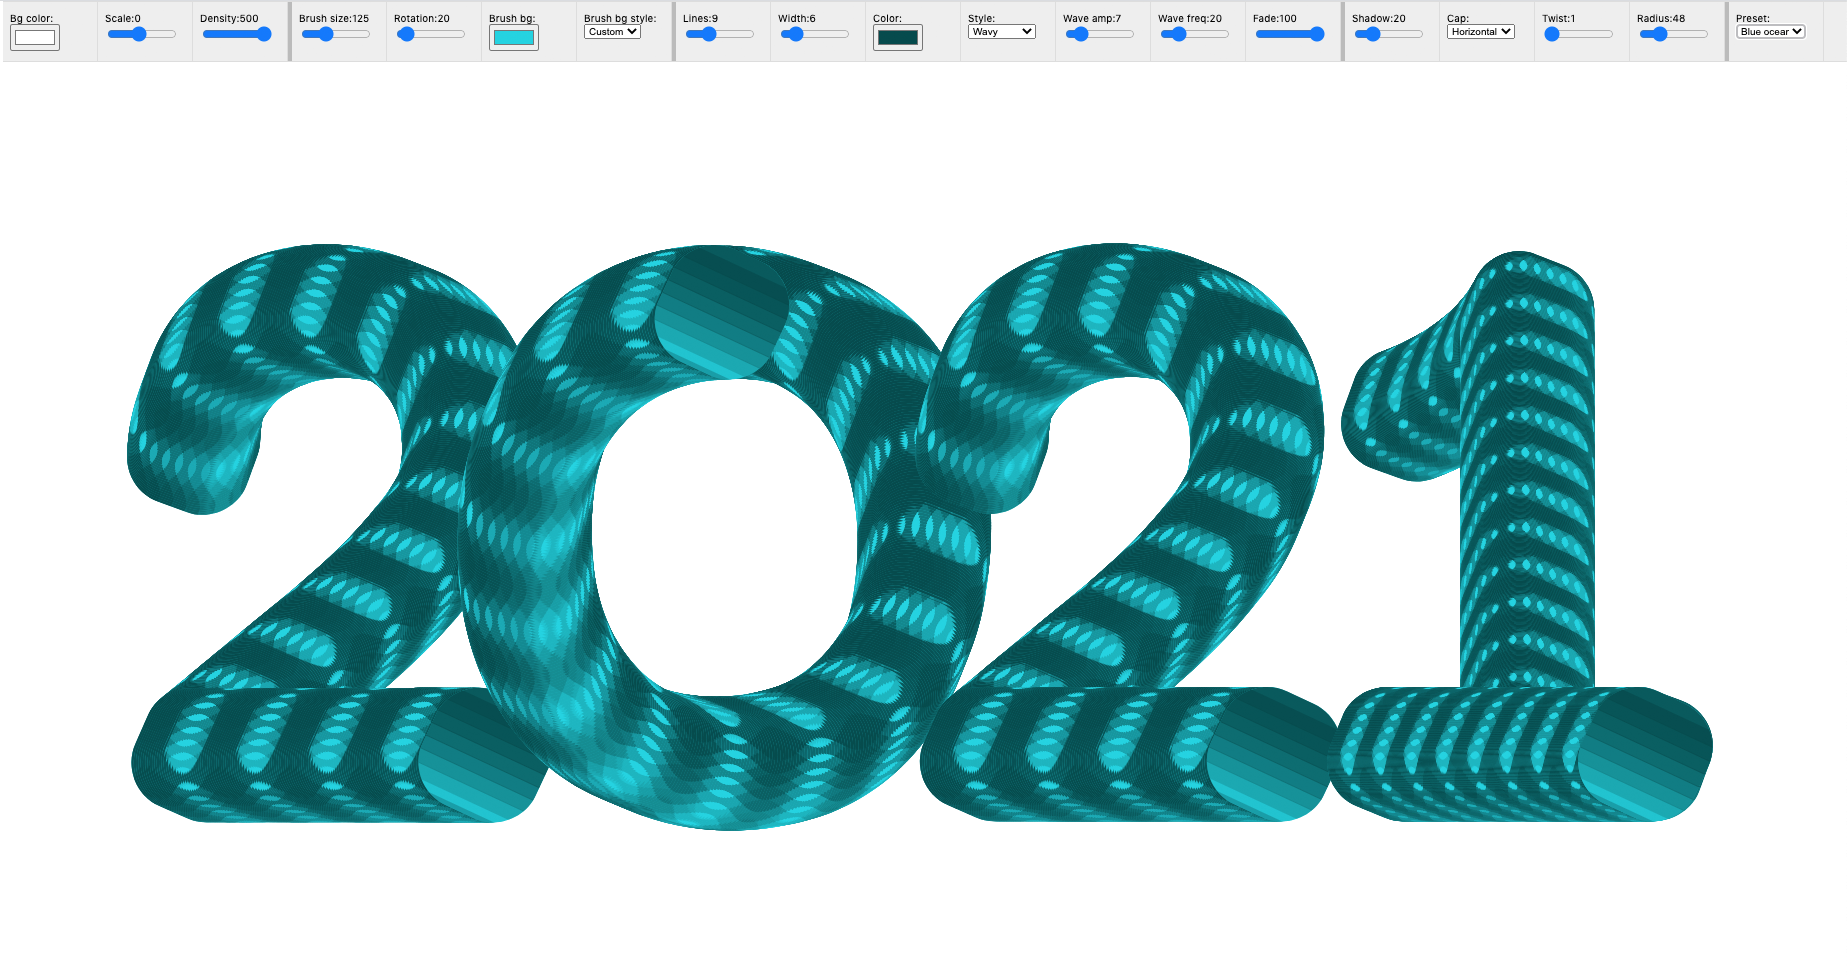 Bg color: Scale:0 Density:500 Brush size:125 Rotation:20 Brush bg: Brush bg style: Lines:9 Width:6 Color: Style: Wave amp:7 Wave freq:20 Fade:100 Shadow:20 Cap: Twist:1 Radius:48 Preset:
Custom Wavy Horizontal Blue ocear
2021